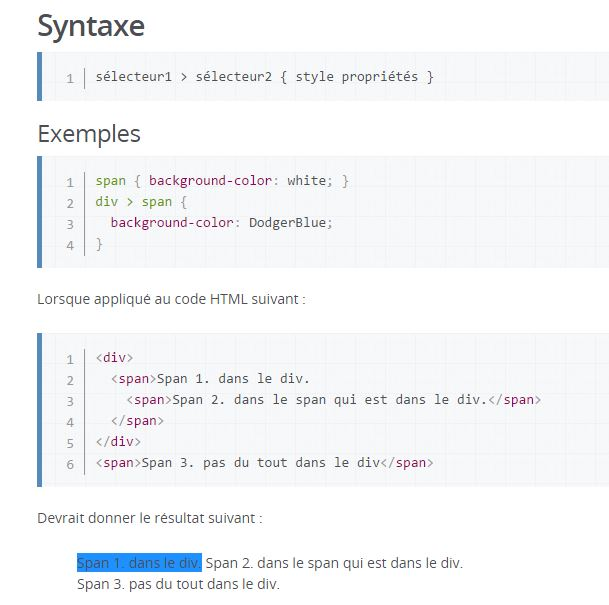 Syntaxe
1 sélecteur1 > sélecteur2 { style propriétés }
Exemples
1 span { background-color: white; }
2 div > span {
3   background-color: DodgerBlue;
4 }
Lorsque appliqué au code HTML suivant :
1 <div>
2   <span>Span 1. dans le div.
3     <span>Span 2. dans le span qui est dans le div.</span>
4   </span>
5 </div>
6 <span>Span 3. pas du tout dans le div</span>
Devrait donner le résultat suivant :
Span 1. dans le div. Span 2. dans le span qui est dans le div.
Span 3. pas du tout dans le div.